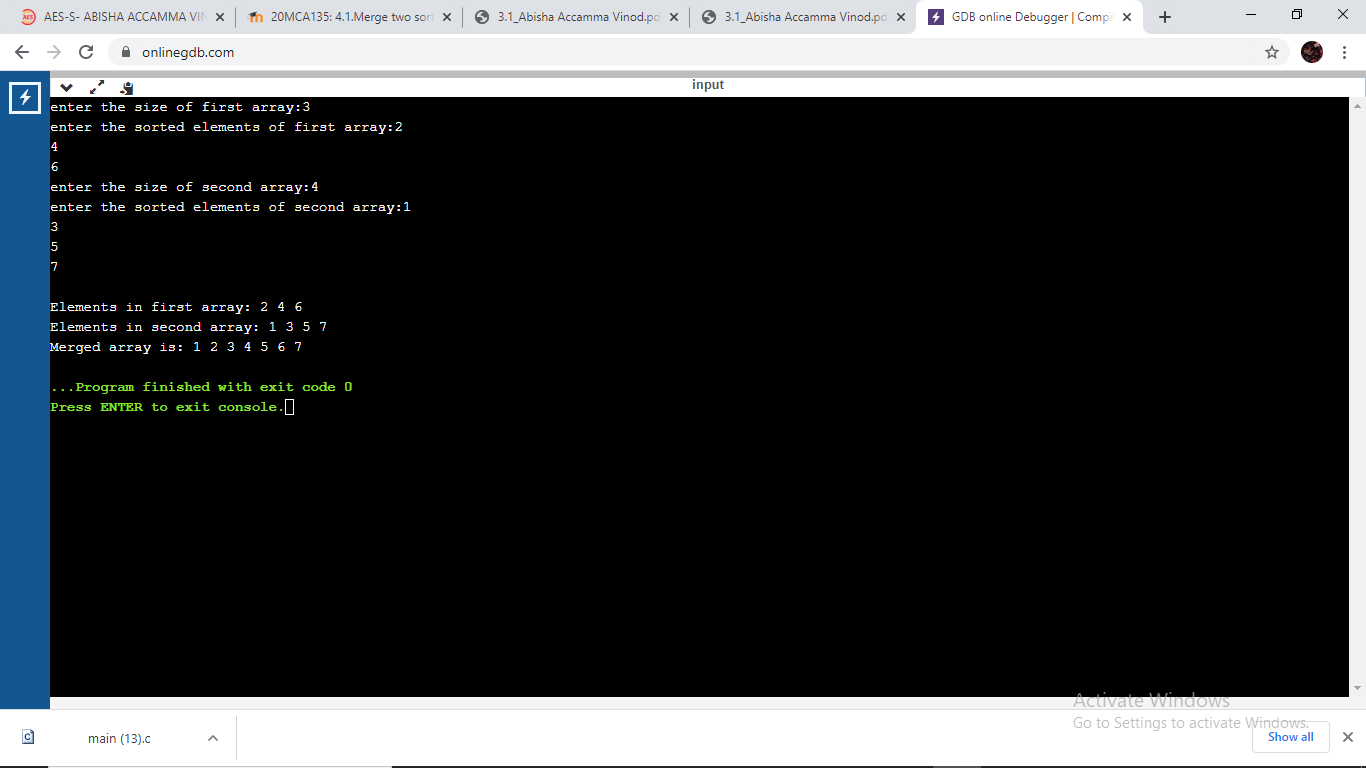 AES-S- ABISHA ACCAMMA VIN
20MCA135: 4.1.Merge two sor
3.1_Abisha Accamma Vinod.pd
3.1_Abisha Accamma Vinod.pd
GDB online Debugger | Compi
onlinegdb.com
input
enter the size of first array:3
enter the sorted elements of first array:2
4
6
enter the size of second array:4
enter the sorted elements of second array:1
3
5
7
Elements in first array: 2 4 6
Elements in second array: 1 3 5 7
Merged array is: 1 2 3 4 5 6 7
...Program finished with exit code 0
Press ENTER to exit console.
Activate Windows
Go to Settings to activate Windows.
main (13).c
Show all